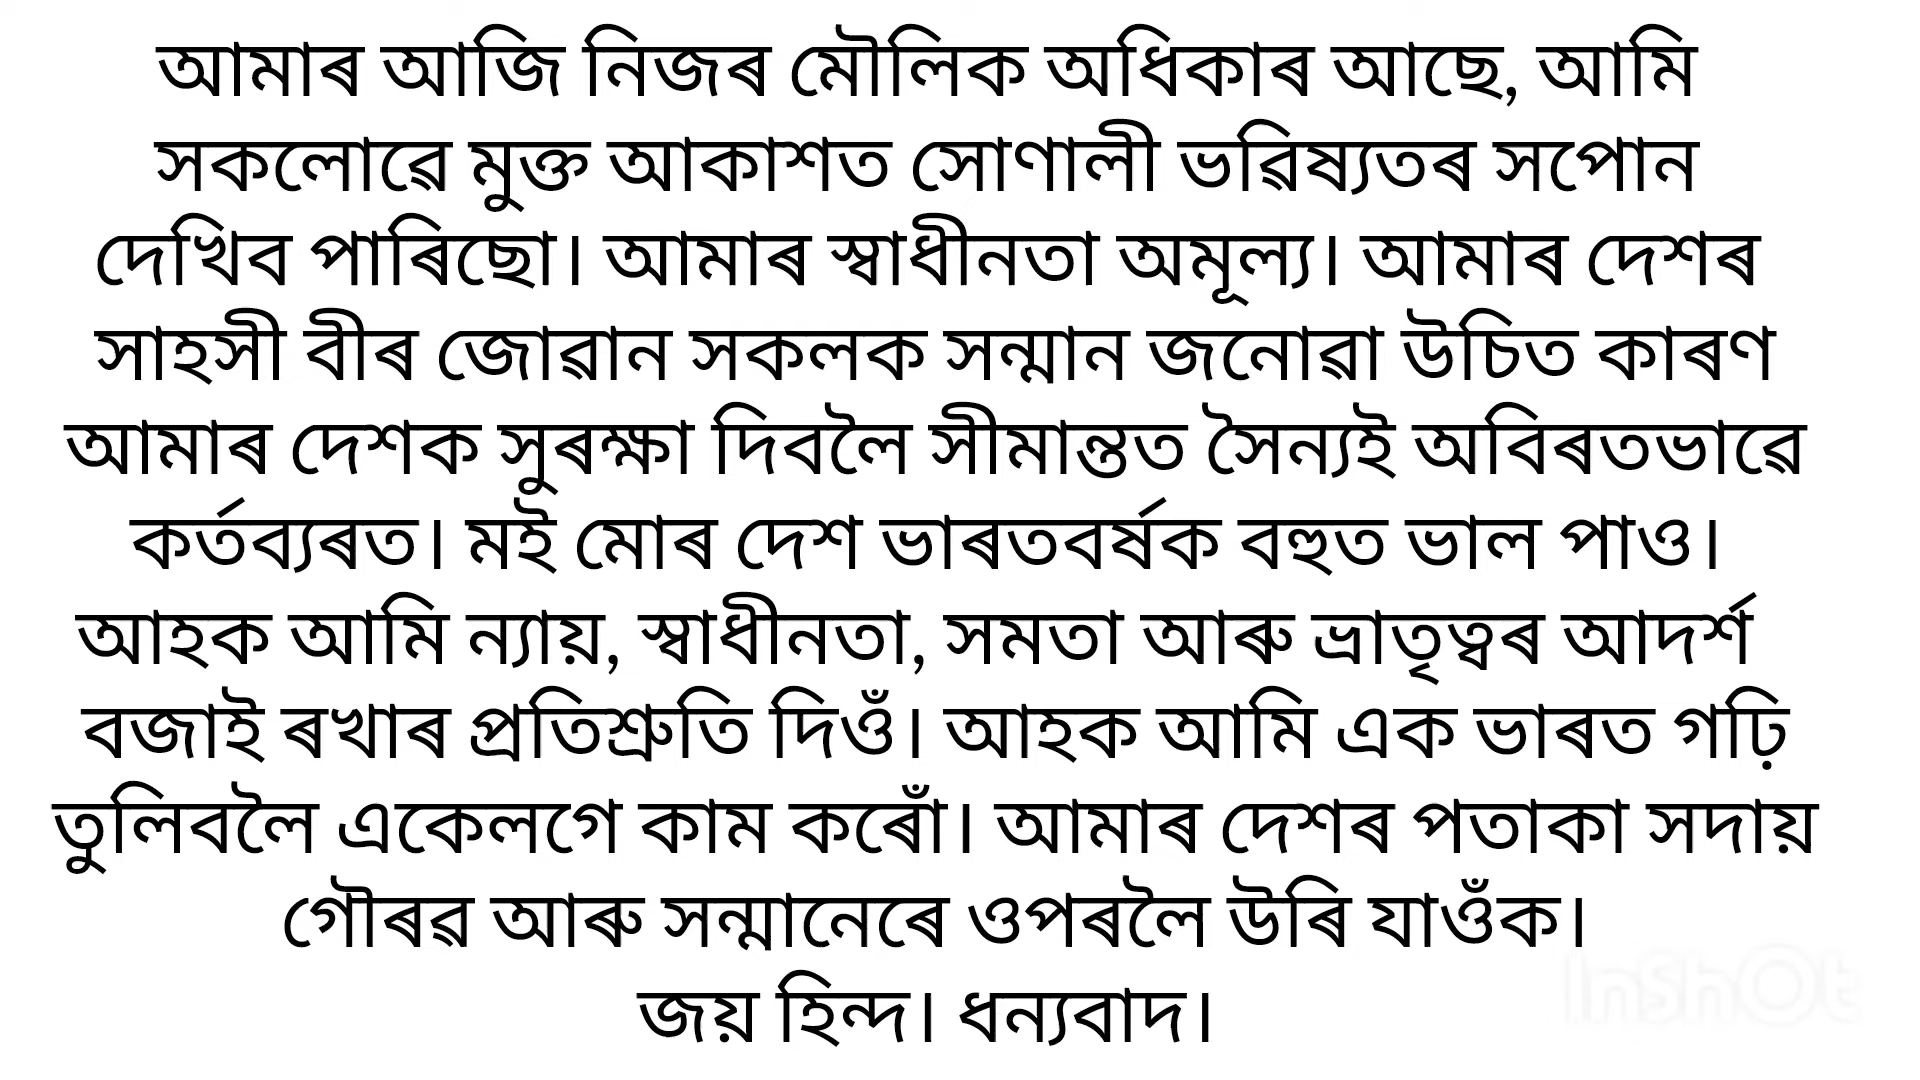 আমাৰ আজি নিজৰ মৌলিক অধিকাৰ আছে, আমি
সকলোৱে মুক্ত আকাশত সোণালী ভৱিষ্যতৰ সপোন
দেখিব পাৰিছো। আমাৰ স্বাধীনতা অমূল্য। আমাৰ দেশৰ
সাহসী বীৰ জোৱান সকলক সন্মান জনোৱা উচিত কাৰণ
আমাৰ দেশক সুৰক্ষা দিবলৈ সীমান্তত সৈন্যই অবিৰতভাৱে
কৰ্তব্যৰত। মই মোৰ দেশ ভাৰতবৰ্ষক বহুত ভাল পাও।
আহক আমি ন্যায়, স্বাধীনতা, সমতা আৰু ভ্ৰাতৃত্বৰ আদৰ্শ
বজাই ৰখাৰ প্ৰতিশ্ৰুতি দিওঁ। আহক আমি এক ভাৰত গঢ়ি
তুলিবলৈ একেলগে কাম কৰোঁ। আমাৰ দেশৰ পতাকা সদায়
গৌৰৱ আৰু সন্মানেৰে ওপৰলৈ উৰি যাওঁক।
জয় হিন্দ। ধন্যবাদ।
InShOt